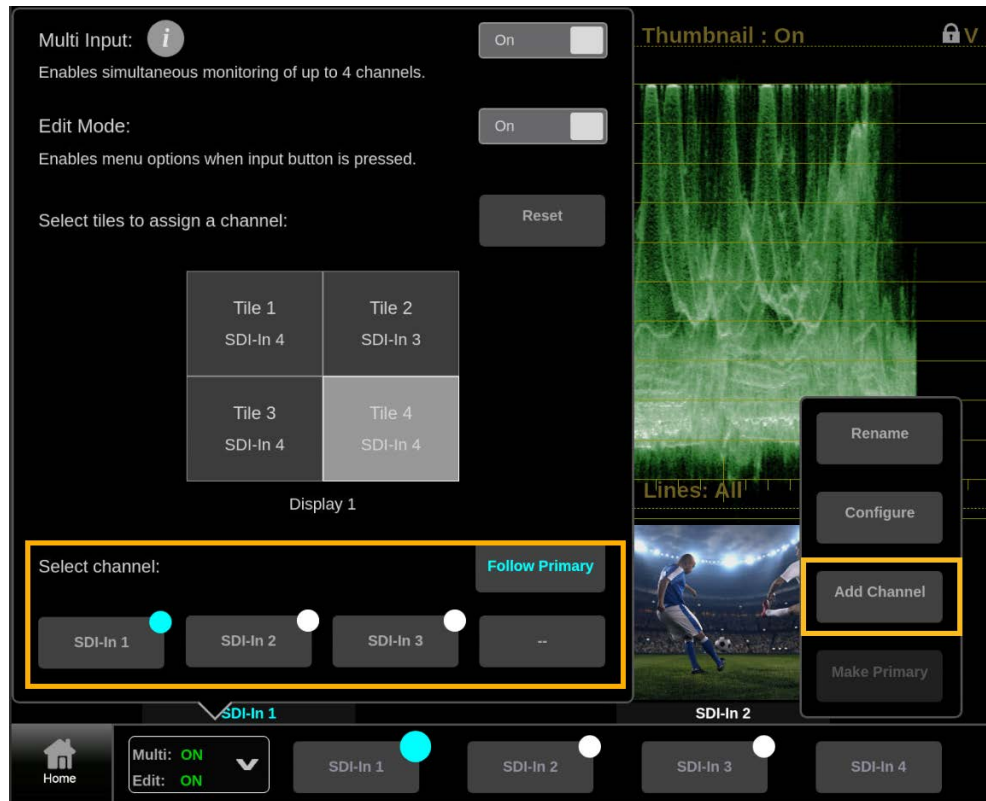 Multi Input: i
On
Enables simultaneous monitoring of up to 4 channels.
Edit Mode:
On
Enables menu options when input button is pressed.
Select tiles to assign a channel:
Reset
Tile 1
SDI-In 4
Tile 2
SDI-In 3
Tile 3
SDI-In 4
Tile 4
SDI-In 4
Display 1
Select channel:
Follow Primary
SDI-In 1
SDI-In 2
SDI-In 3
--
Thumbnail : On
V
Lines: All
Rename
Configure
Add Channel
Make Primary
SDI-In 1
SDI-In 2
Home
Multi: ON
Edit: ON
SDI-In 1
SDI-In 2
SDI-In 3
SDI-In 4